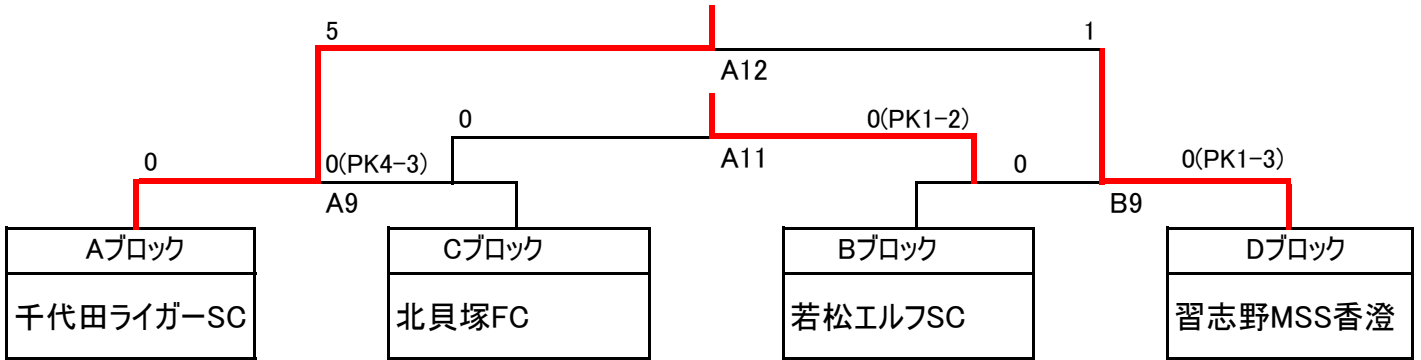 5
1
A12
0
0(PK1-2)
A11
0
0(PK4-3)
0
0(PK1-3)
A9
B9
Aブロック
Cブロック
Bブロック
Dブロック
千代田ライガーSC
北貝塚FC
若松エルフSC
習志野MSS香澄